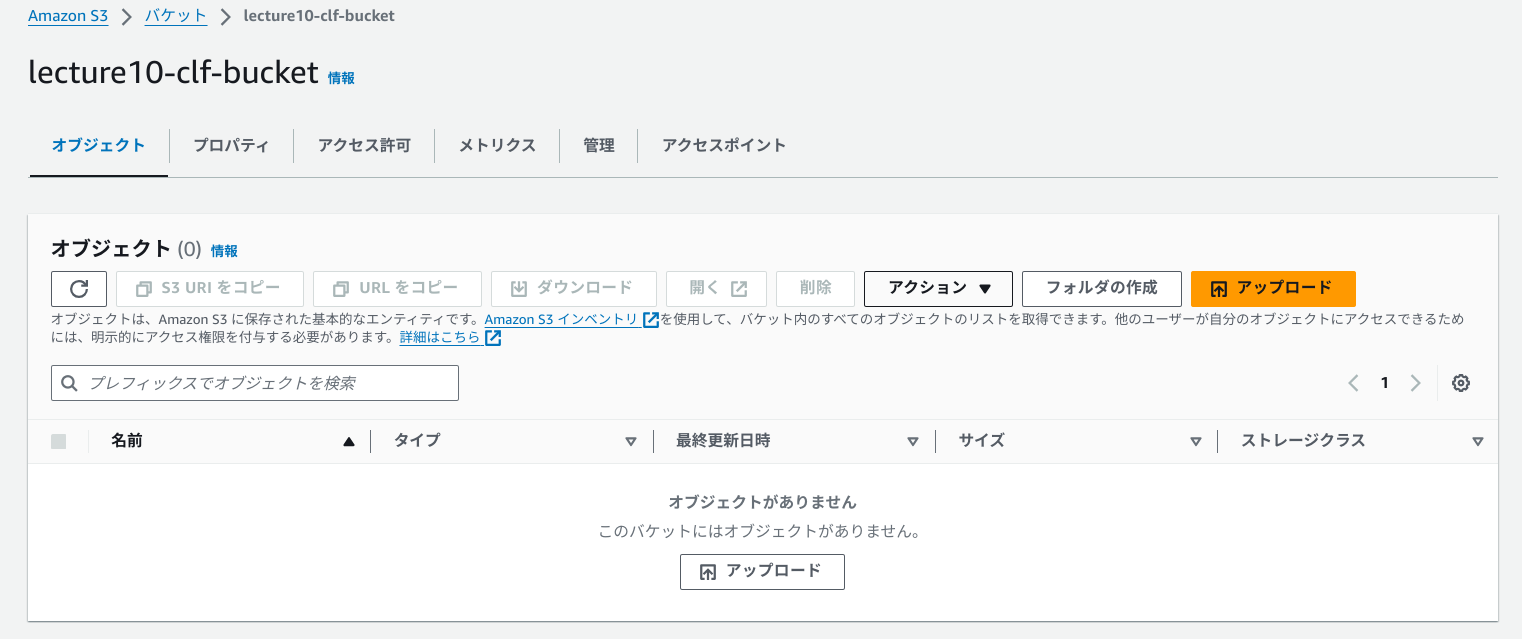 Amazon S3 > バケット > lecture10-clf-bucket
lecture10-clf-bucket 情報
オブジェクト プロパティ アクセス許可 メトリクス 管理 アクセスポイント
オブジェクト (0) 情報
S3 URI をコピー URL をコピー ダウンロード 開く 削除 アクション ▼ フォルダの作成 アップロード
オブジェクトは、Amazon S3 に保存された基本的なエンティティです。Amazon S3 インベントリ を使用して、バケット内のすべてのオブジェクトのリストを取得できます。他のユーザーが自分のオブジェクトにアクセスできるため
には、明示的にアクセス権限を付与する必要があります。詳細はこちら
プレフィックスでオブジェクトを検索
1
名前 タイプ 最終更新日時 サイズ ストレージクラス
オブジェクトがありません
このバケットにはオブジェクトがありません。
アップロード